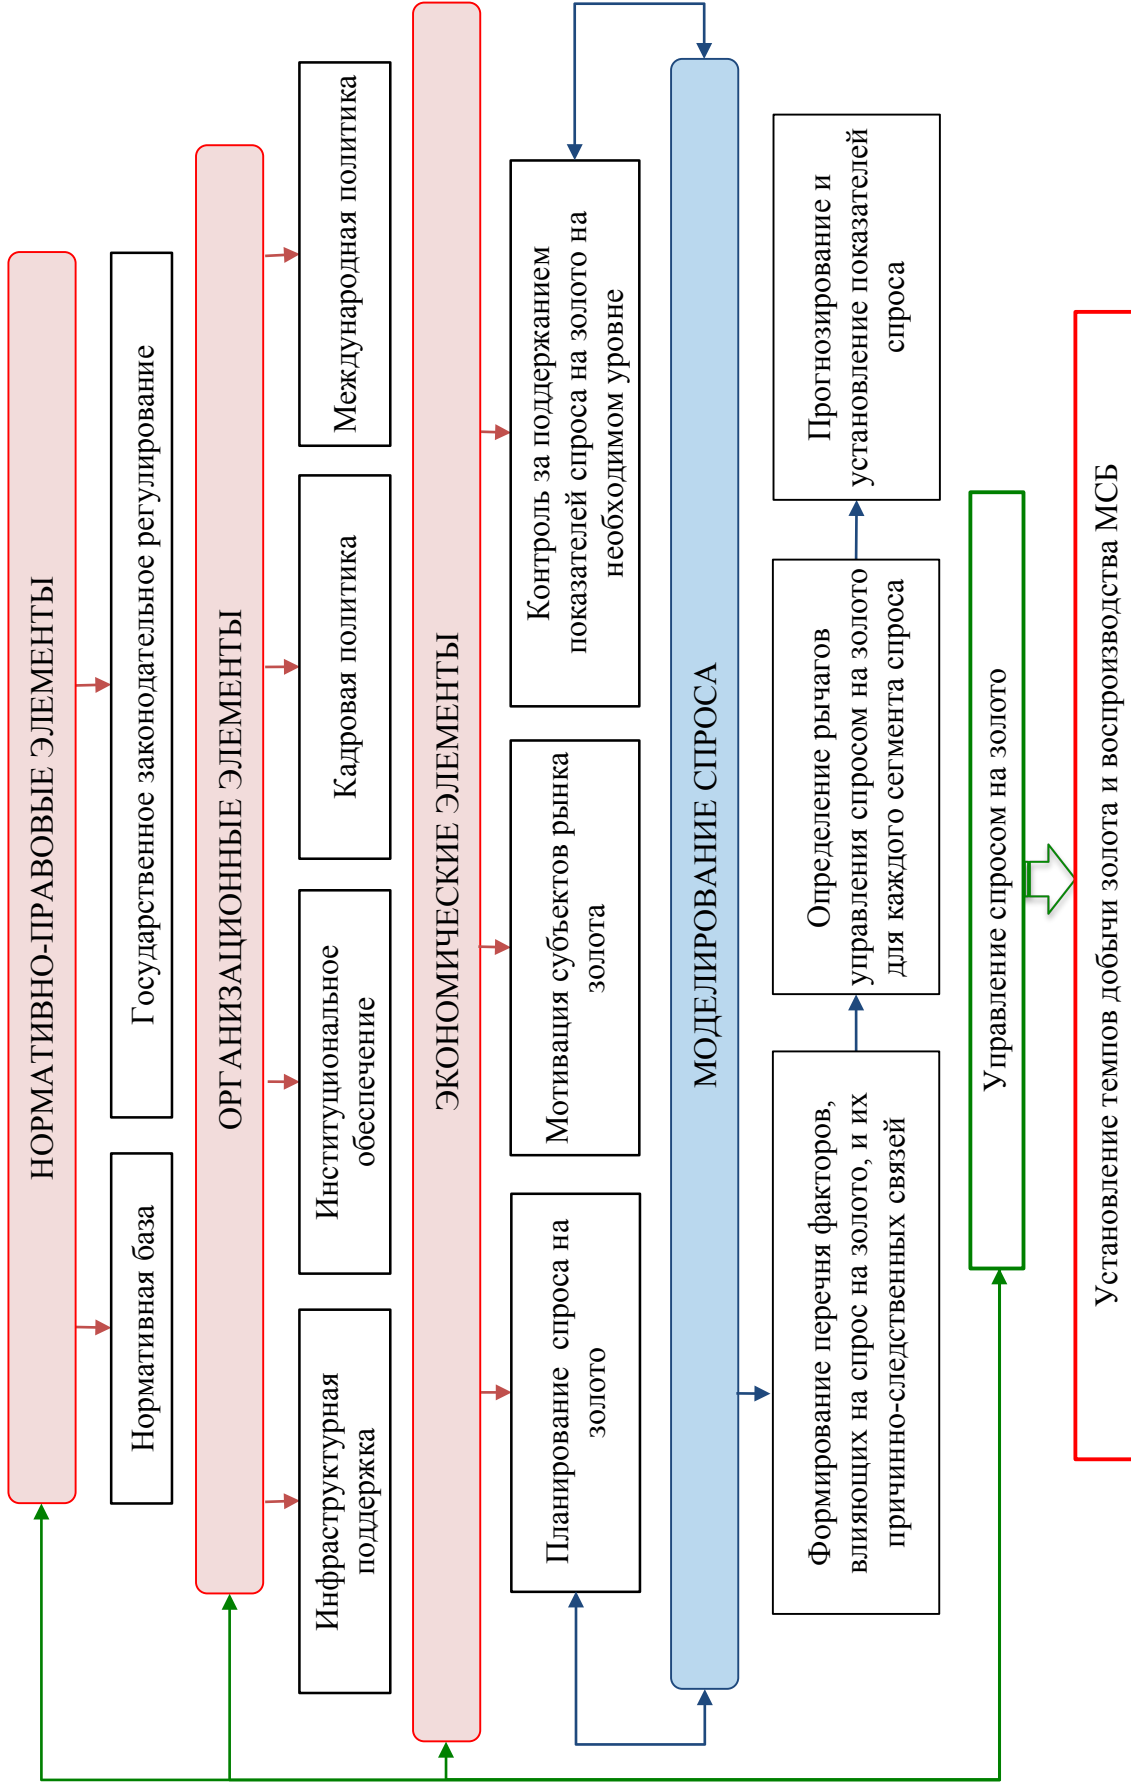 НОРМАТИВНО-ПРАВОВЫЕ ЭЛЕМЕНТЫ
Нормативная база
Государственное законодательное регулирование
ОРГАНИЗАЦИОННЫЕ ЭЛЕМЕНТЫ
Инфраструктурная
поддержка
Институциональное
обеспечение
Кадровая политика
Международная политика
ЭКОНОМИЧЕСКИЕ ЭЛЕМЕНТЫ
Планирование спроса на
золото
Мотивация субъектов рынка
золота
Контроль за поддержанием
показателей спроса на золото на
необходимом уровне
МОДЕЛИРОВАНИЕ СПРОСА
Формирование перечня факторов,
влияющих на спрос на золото, и их
причинно-следственных связей
Определение рычагов
управления спросом на золото
для каждого сегмента спроса
Прогнозирование и
установление показателей
спроса
Управление спросом на золото
Установление темпов добычи золота и воспроизводства МСБ